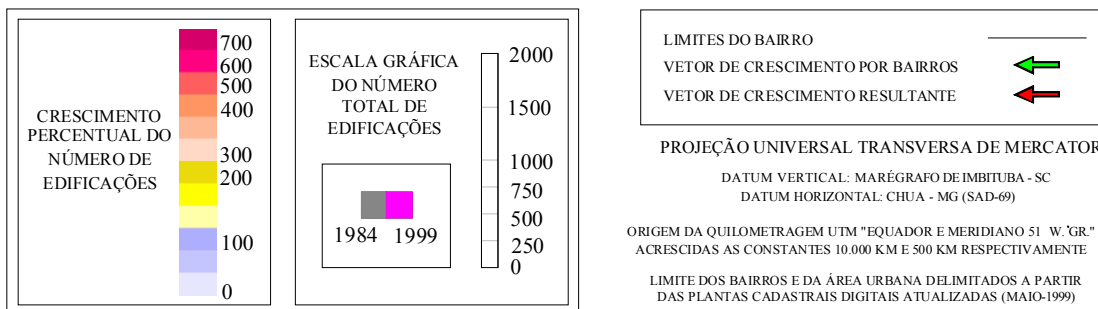 CRESCIMENTO
PERCENTUAL DO
NÚMERO DE
EDIFICAÇÕES
700
600
500
400
300
200
100
0
ESCALA GRÁFICA
DO NÚMERO
TOTAL DE
EDIFICAÇÕES
1984 1999
2000
1500
1000
750
500
250
0
LIMITES DO BAIRRO
VETOR DE CRESCIMENTO POR BAIRROS
VETOR DE CRESCIMENTO RESULTANTE
PROJEÇÃO UNIVERSAL TRANSVERSA DE MERCATOR
DATUM VERTICAL: MARÉGRAFO DE IMBITUBA - SC
DATUM HORIZONTAL: CHUA - MG (SAD-69)
ORIGEM DA QUILOMETRAGEM UTM "EQUADOR E MERIDIANO 51 W.°GR."
ACRESCIDAS AS CONSTANTES 10.000 KM E 500 KM RESPECTIVAMENTE
LIMITE DOS BAIRROS E DA ÁREA URBANA DELIMITADOS A PARTIR
DAS PLANTAS CADASTRAIS DIGITAIS ATUALIZADAS (MAIO-1999)